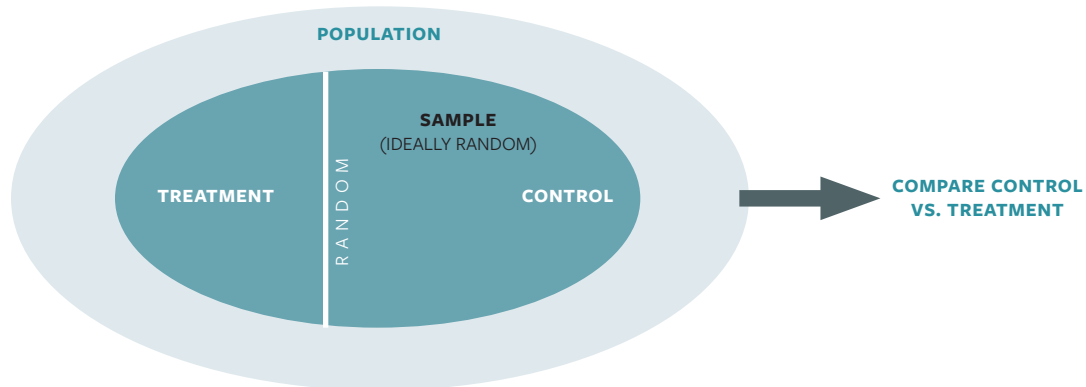 POPULATION
SAMPLE
(IDEALLY RANDOM)
TREATMENT
RANDOM
CONTROL
COMPARE CONTROL
VS. TREATMENT